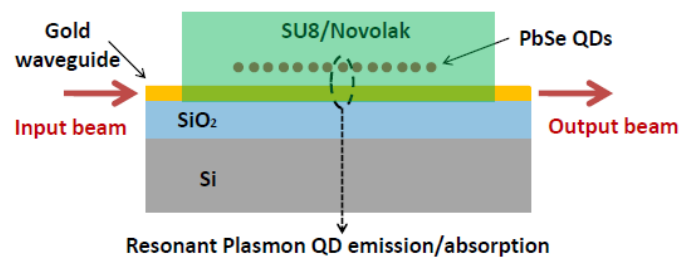 Gold
waveguide
SU8/Novolak
PbSe QDs
Input beam
SiO₂
Output beam
Si
Resonant Plasmon QD emission/absorption